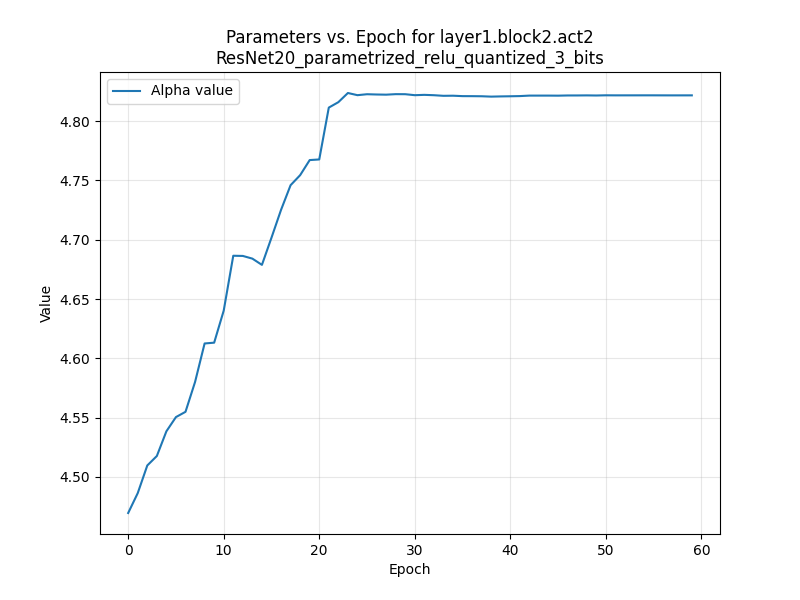 Parameters vs. Epoch for layer1.block2.act2
ResNet20_parametrized_relu_quantized_3_bits
Alpha value
4.80
4.75
4.70
4.65
4.60
4.55
4.50
Value
0 10 20 30 40 50 60
Epoch